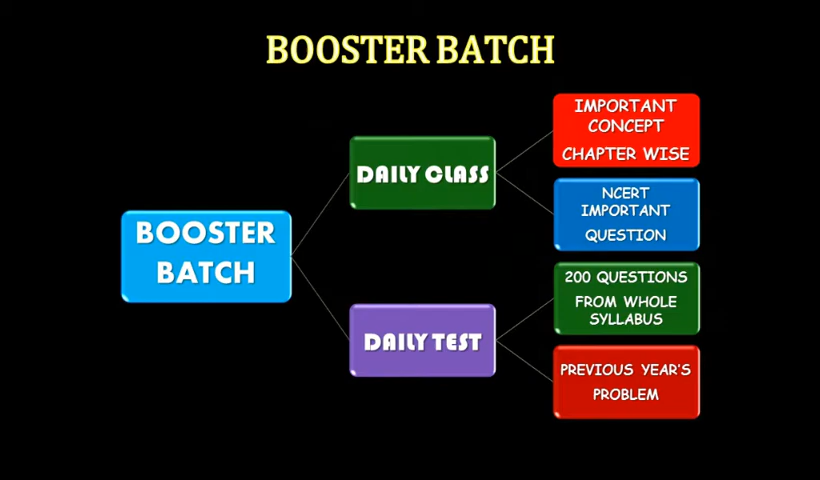 BOOSTER BATCH
IMPORTANT
CONCEPT
CHAPTER WISE
DAILY CLASS
NCERT
IMPORTANT
QUESTION
BOOSTER
BATCH
200 QUESTIONS
FROM WHOLE
SYLLABUS
DAILY TEST
PREVIOUS YEAR'S
PROBLEM